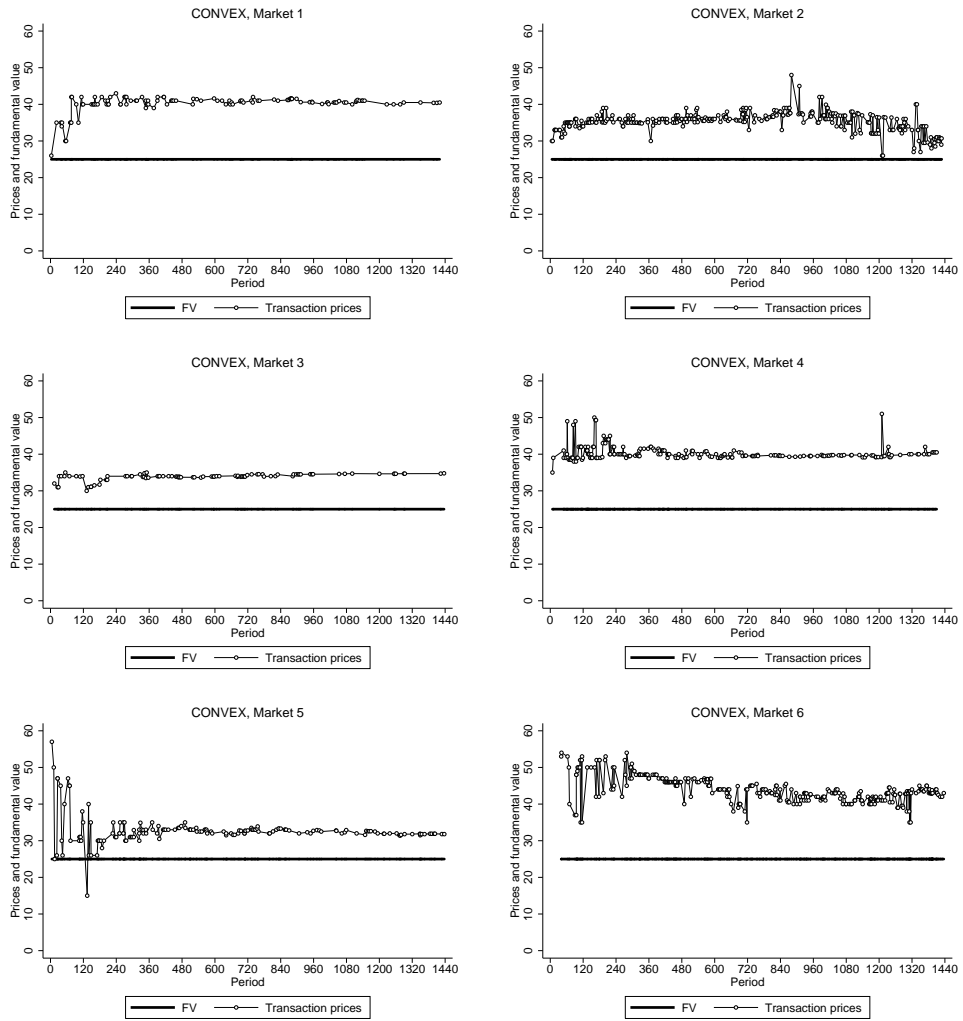 CONVEX, Market 1
Prices and fundamental value
60
50
40
30
20
10
0
0 120 240 360 480 600 720 840 960 1080 1200 1320 1440
Period
FV Transaction prices
CONVEX, Market 2
Prices and fundamental value
60
50
40
30
20
10
0
0 120 240 360 480 600 720 840 960 1080 1200 1320 1440
Period
FV Transaction prices
CONVEX, Market 3
Prices and fundamental value
60
50
40
30
20
10
0
0 120 240 360 480 600 720 840 960 1080 1200 1320 1440
Period
FV Transaction prices
CONVEX, Market 4
Prices and fundamental value
60
50
40
30
20
10
0
0 120 240 360 480 600 720 840 960 1080 1200 1320 1440
Period
FV Transaction prices
CONVEX, Market 5
Prices and fundamental value
60
50
40
30
20
10
0
0 120 240 360 480 600 720 840 960 1080 1200 1320 1440
Period
FV Transaction prices
CONVEX, Market 6
Prices and fundamental value
60
50
40
30
20
10
0
0 120 240 360 480 600 720 840 960 1080 1200 1320 1440
Period
FV Transaction prices